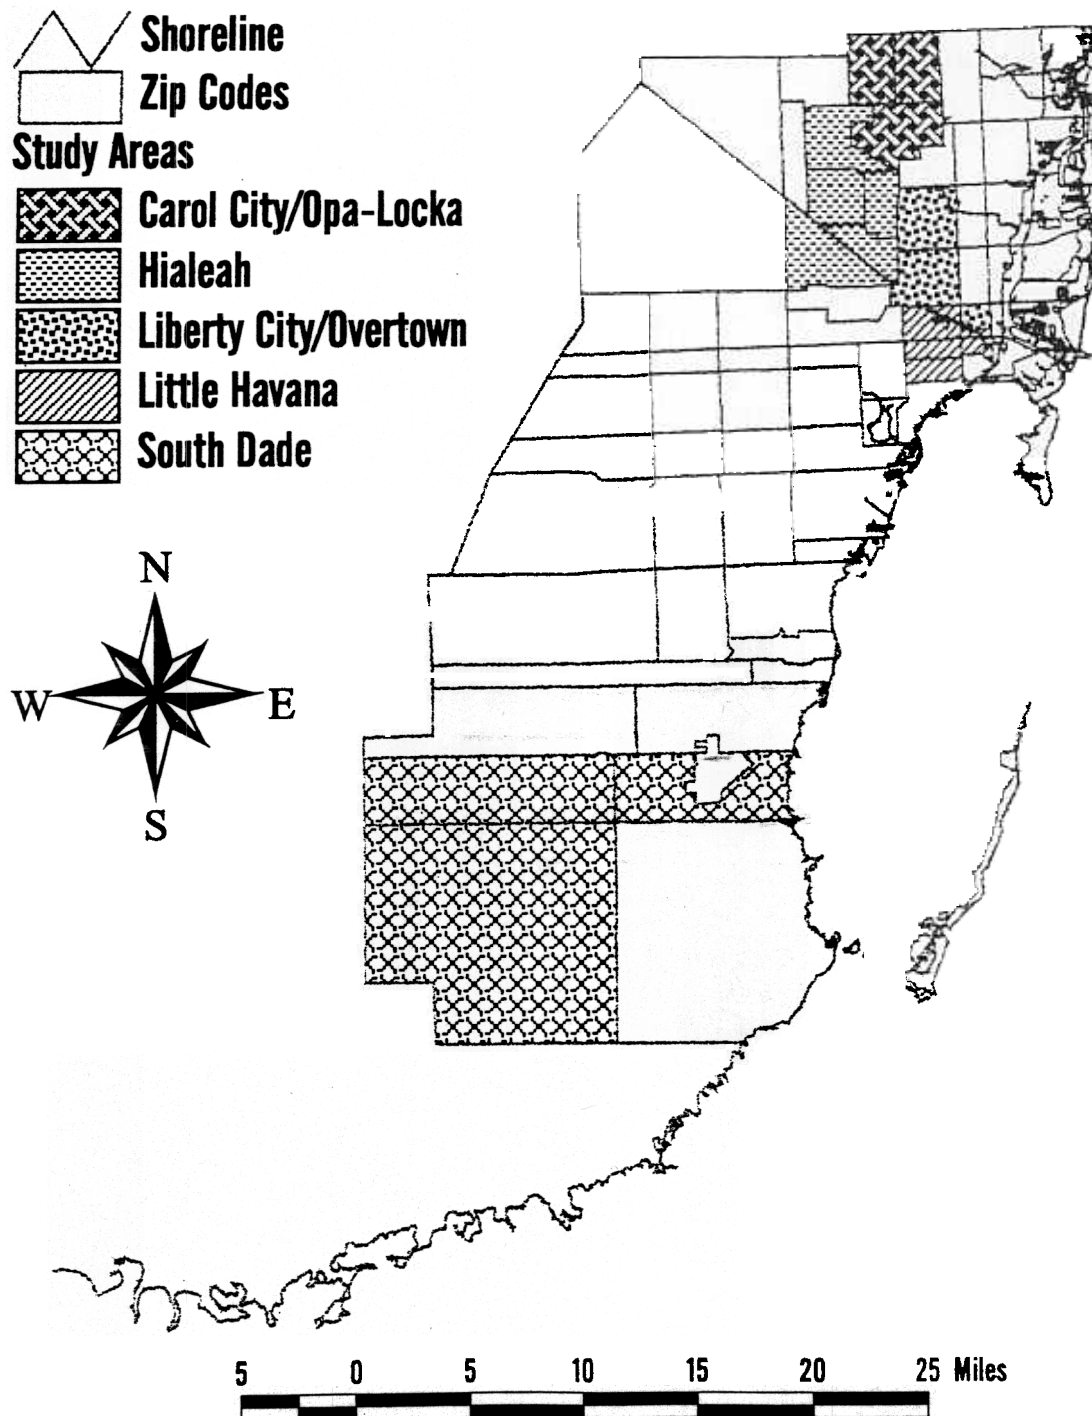 Shoreline
Zip Codes
Study Areas
Carol City/Opa-Locka
Hialeah
Liberty City/Overtown
Little Havana
South Dade
N
W E
S
5 0 5 10 15 20 25 Miles